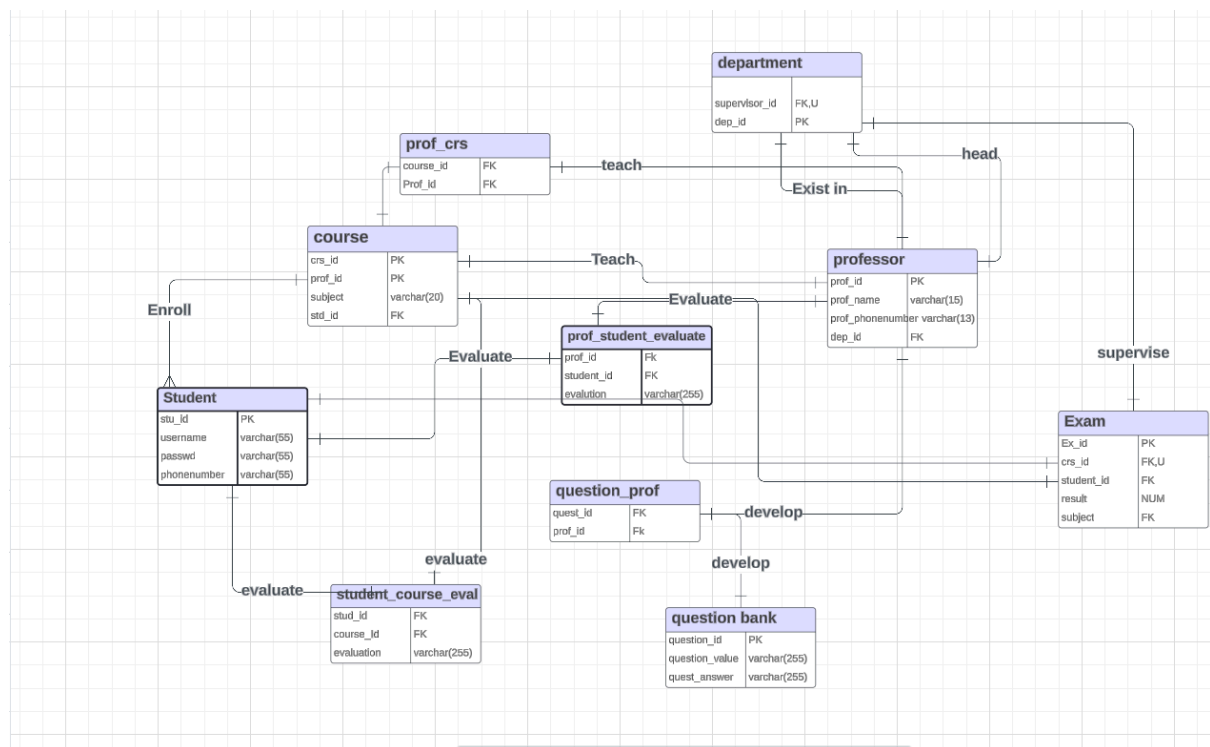 department
supervisor_id FK,U
dep_id PK
prof_crs
course_id FK
Prof_Id FK
teach
head
Exist in
course
crs_id PK
prof_id PK
subject varchar(20)
std_id FK
Teach
professor
prof_id PK
prof_name varchar(15)
prof_phonenumber varchar(13)
dep_id FK
Enroll
Evaluate
prof_student_evaluate
prof_id Fk
student_id FK
evalution varchar(255)
Evaluate
supervise
Student
stu_id PK
username varchar(55)
passwd varchar(55)
phonenumber varchar(55)
Exam
Ex_id PK
crs_id FK,U
student_id FK
result NUM
subject FK
question_prof
quest_id FK
prof_id Fk
develop
develop
evaluate
evaluate
student_course_eval
stud_id FK
course_Id FK
evaluation varchar(255)
question bank
question_id PK
question_value varchar(255)
quest_answer varchar(255)